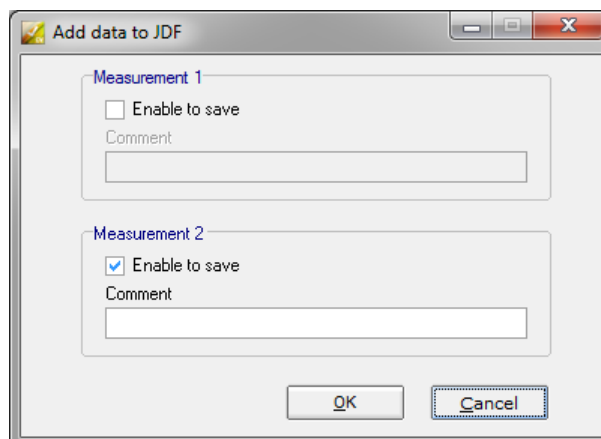 Add data to JDF
Measurement 1
Enable to save
Comment
Measurement 2
Enable to save
Comment
OK
Cancel